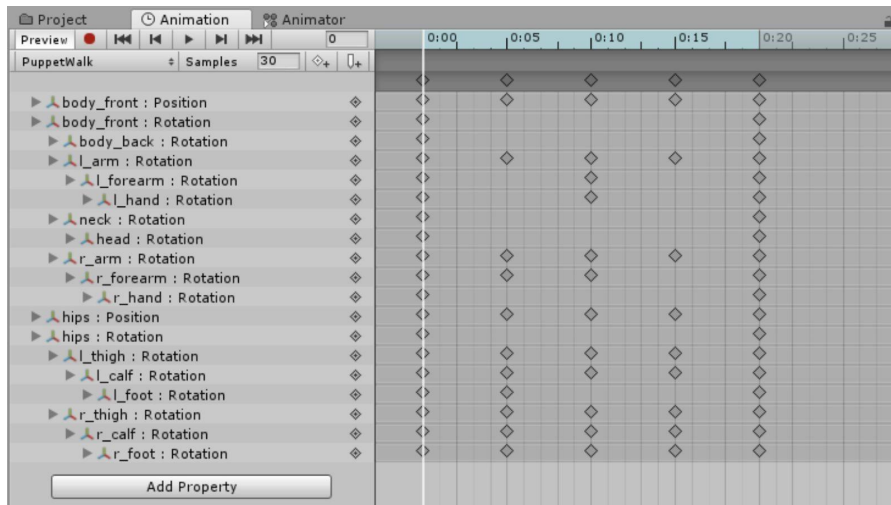 Project Animation Animator
Preview 0 0:00 0:05 0:10 0:15 0:20 0:25
PuppetWalk Samples 30
body_front : Position
body_front : Rotation
body_back : Rotation
l_arm : Rotation
l_forearm : Rotation
l_hand : Rotation
neck : Rotation
head : Rotation
r_arm : Rotation
r_forearm : Rotation
r_hand : Rotation
hips : Position
hips : Rotation
l_thigh : Rotation
l_calf : Rotation
l_foot : Rotation
r_thigh : Rotation
r_calf : Rotation
r_foot : Rotation
Add Property